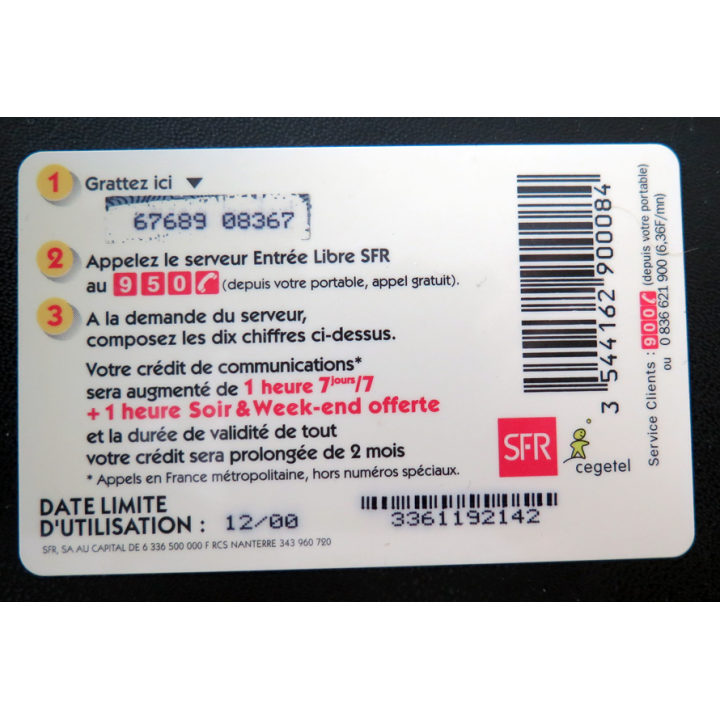 1 Grattez ici ▼
67689 08367
2 Appelez le serveur Entrée Libre SFR
au 950 (depuis votre portable, appel gratuit).
3 A la demande du serveur,
composez les dix chiffres ci-dessus.
Votre crédit de communications*
sera augmenté de 1 heure 7jours/7
+ 1 heure Soir & Week-end offerte
et la durée de validité de tout
votre crédit sera prolongée de 2 mois
* Appels en France métropolitaine, hors numéros spéciaux.
DATE LIMITE
D'UTILISATION : 12/00
SFR, SA AU CAPITAL DE 6 336 500 000 F RCS NANTERRE 343 960 720
3361192142
SFR
cegetel
3 544162 900084
Service Clients : 900 (depuis votre portable)
ou 0 836 621 900 (6,36F/mn)